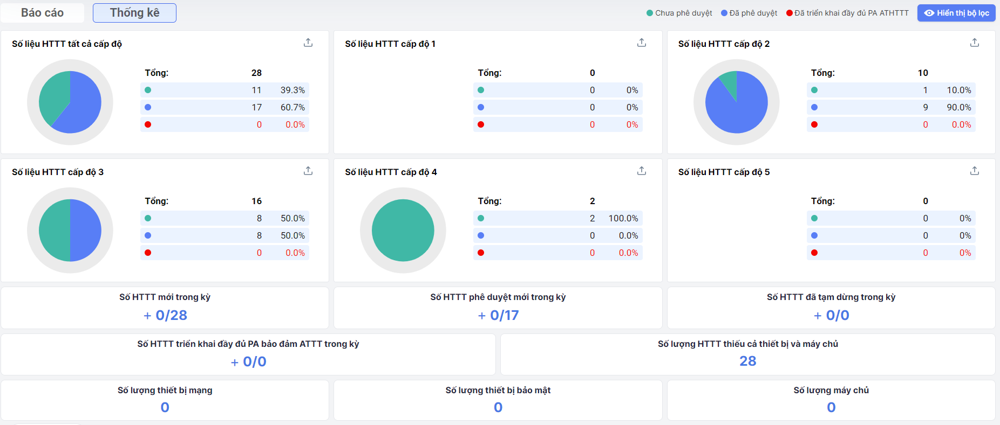 Báo cáo
Thống kê
Chưa phê duyệt
Đã phê duyệt
Đã triển khai đầy đủ PA ATHTTT
Hiển thị bộ lọc
Số liệu HTTT tất cả cấp độ
Tổng: 28
11 39.3%
17 60.7%
0 0.0%
Số liệu HTTT cấp độ 1
Tổng: 0
0 0%
0 0%
0 0%
Số liệu HTTT cấp độ 2
Tổng: 10
1 10.0%
9 90.0%
0 0.0%
Số liệu HTTT cấp độ 3
Tổng: 16
8 50.0%
8 50.0%
0 0.0%
Số liệu HTTT cấp độ 4
Tổng: 2
2 100.0%
0 0.0%
0 0.0%
Số liệu HTTT cấp độ 5
Tổng: 0
0 0%
0 0%
0 0%
Số HTTT mới trong kỳ
+ 0/28
Số HTTT phê duyệt mới trong kỳ
+ 0/17
Số HTTT đã tạm dừng trong kỳ
+ 0/0
Số HTTT triển khai đầy đủ PA bảo đảm ATTT trong kỳ
+ 0/0
Số lượng HTTT thiếu cả thiết bị và máy chủ
28
Số lượng thiết bị mạng
0
Số lượng thiết bị bảo mật
0
Số lượng máy chủ
0